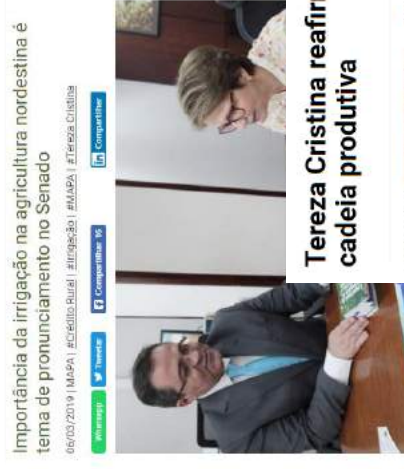 Importância da irrigação na agricultura nordestina é
tema de pronunciamento no Senado
06/03/2019 | MAPA | #Crédito Rural | #Irrigação | #MAPA | #Tereza Cristina
Whatsapp
Tweetar
Compartilhar 16
Compartilhar
Tereza Cristina reafir
cadeia produtiva